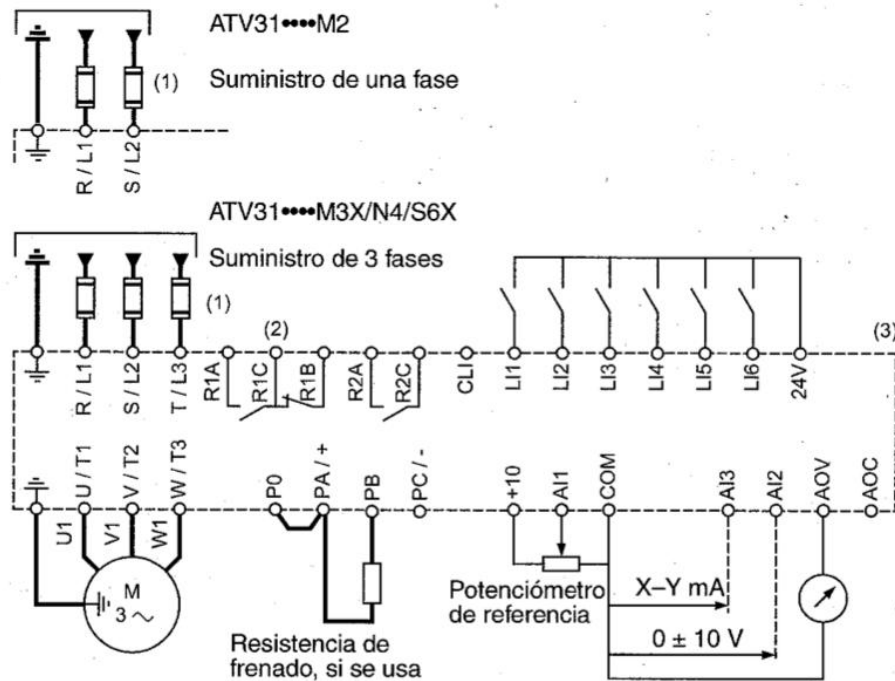 ATV31••••M2
(1)
Suministro de una fase
R / L1
S / L2
ATV31••••M3X/N4/S6X
Suministro de 3 fases
(1)
(2)
(3)
R / L1
S / L2
T / L3
R1A
R1C
R1B
R2A
R2C
CLI
LI1
LI2
LI3
LI4
LI5
LI6
24V
U / T1
V / T2
W / T3
P0
PA / +
PB
PC / -
+10
AI1
COM
AI3
AI2
AOV
AOC
U1
V1
W1
M
3 ~
Potenciómetro
de referencia
X–Y mA
0 ± 10 V
Resistencia de
frenado, si se usa